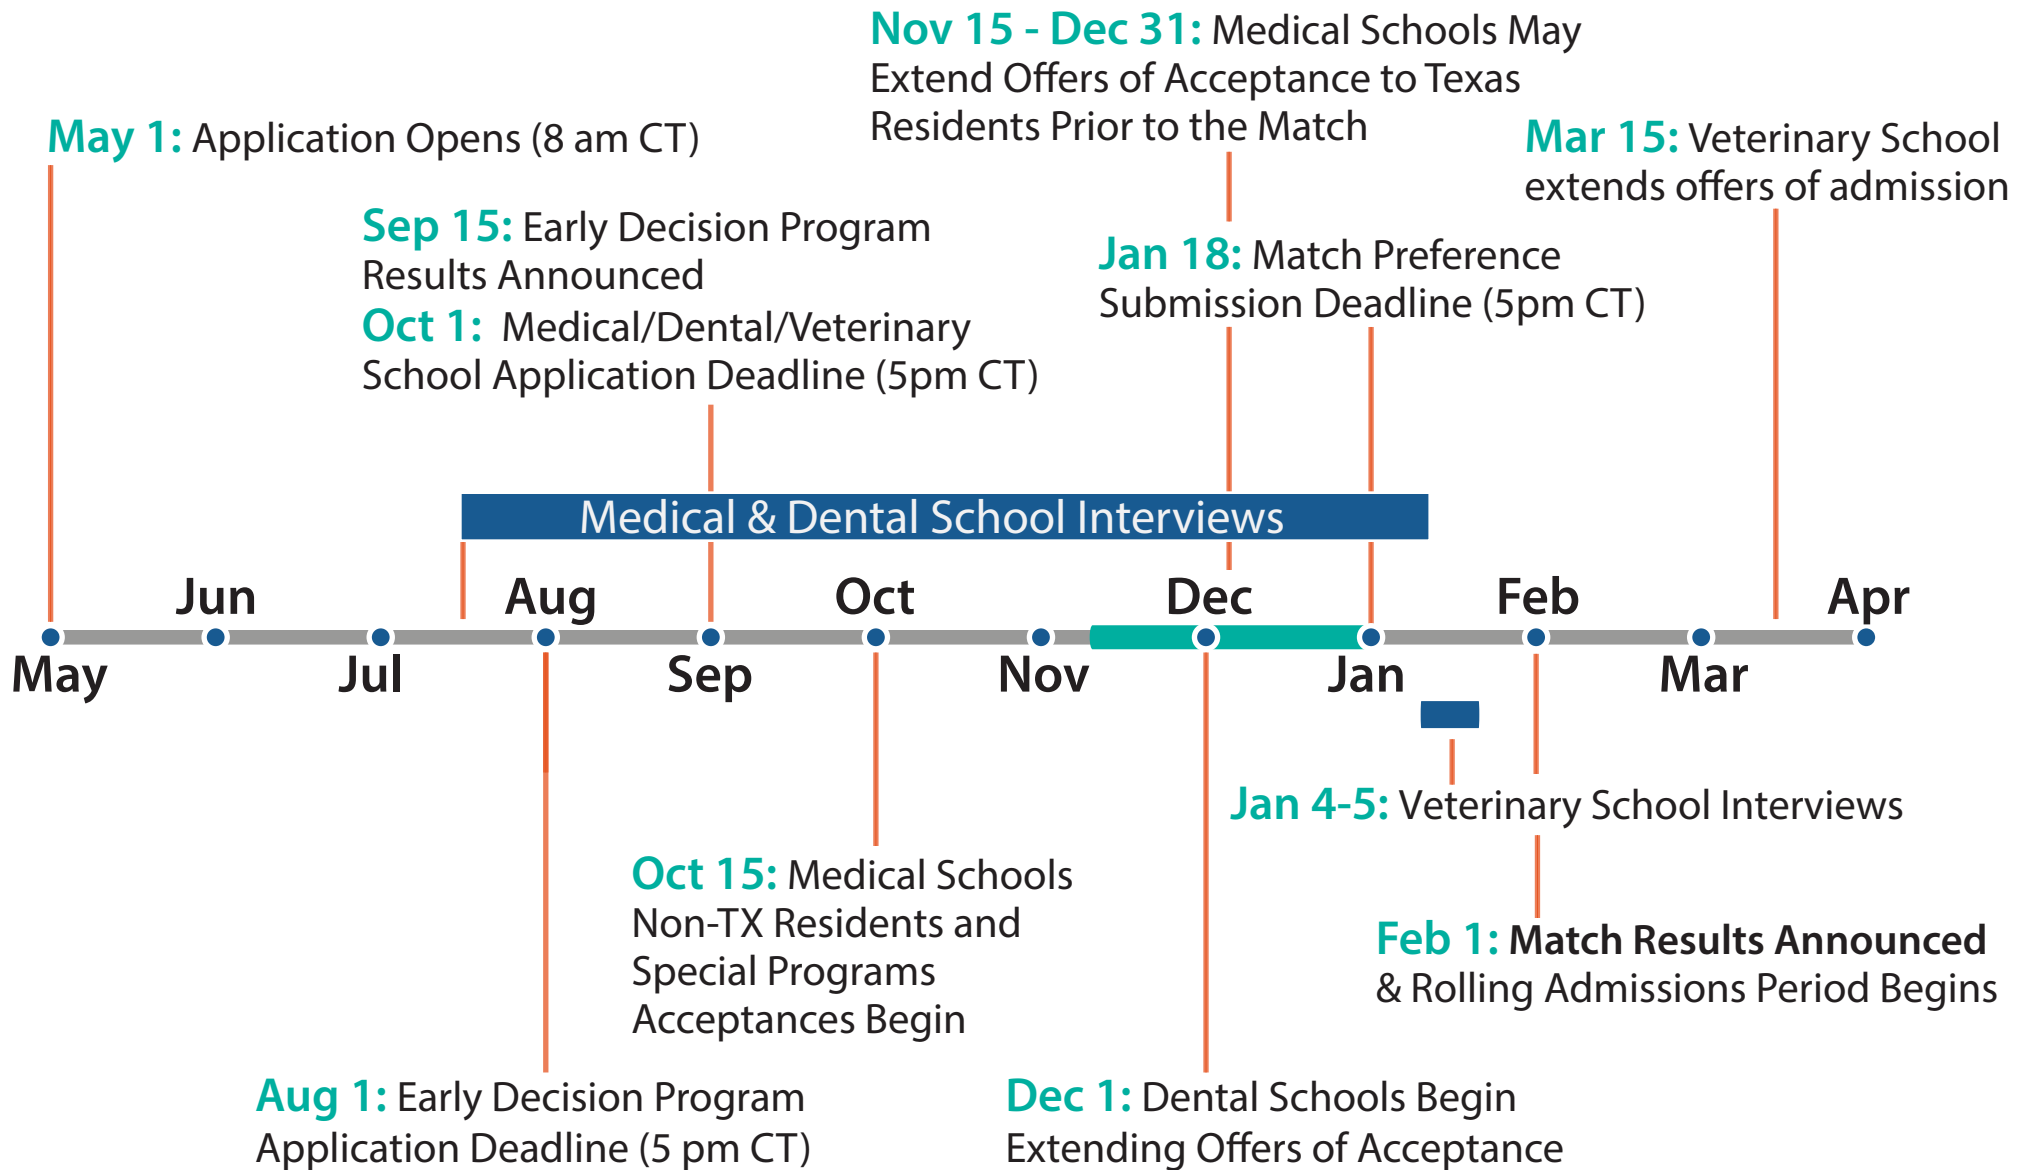 Nov 15 - Dec 31: Medical Schools May
Extend Offers of Acceptance to Texas
Residents Prior to the Match
May 1: Application Opens (8 am CT)
Mar 15: Veterinary School
extends offers of admission
Sep 15: Early Decision Program
Results Announced
Oct 1: Medical/Dental/Veterinary
School Application Deadline (5pm CT)
Jan 18: Match Preference
Submission Deadline (5pm CT)
Medical & Dental School Interviews
Jun
Aug
Oct
Dec
Feb
Apr
May
Jul
Sep
Nov
Jan
Mar
Jan 4-5: Veterinary School Interviews
Oct 15: Medical Schools
Non-TX Residents and
Special Programs
Acceptances Begin
Feb 1: Match Results Announced
& Rolling Admissions Period Begins
Aug 1: Early Decision Program
Application Deadline (5 pm CT)
Dec 1: Dental Schools Begin
Extending Offers of Acceptance